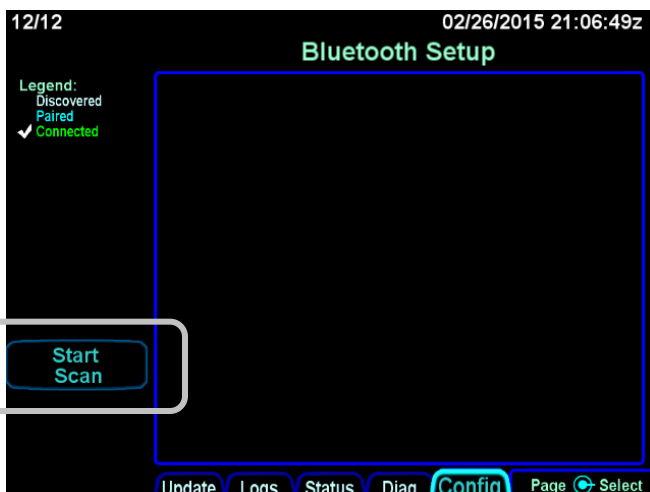 12/12 02/26/2015 21:06:49z
Bluetooth Setup
Legend:
Discovered
Paired
Connected
Start
Scan
Update Logs Status Diag Config Page Select